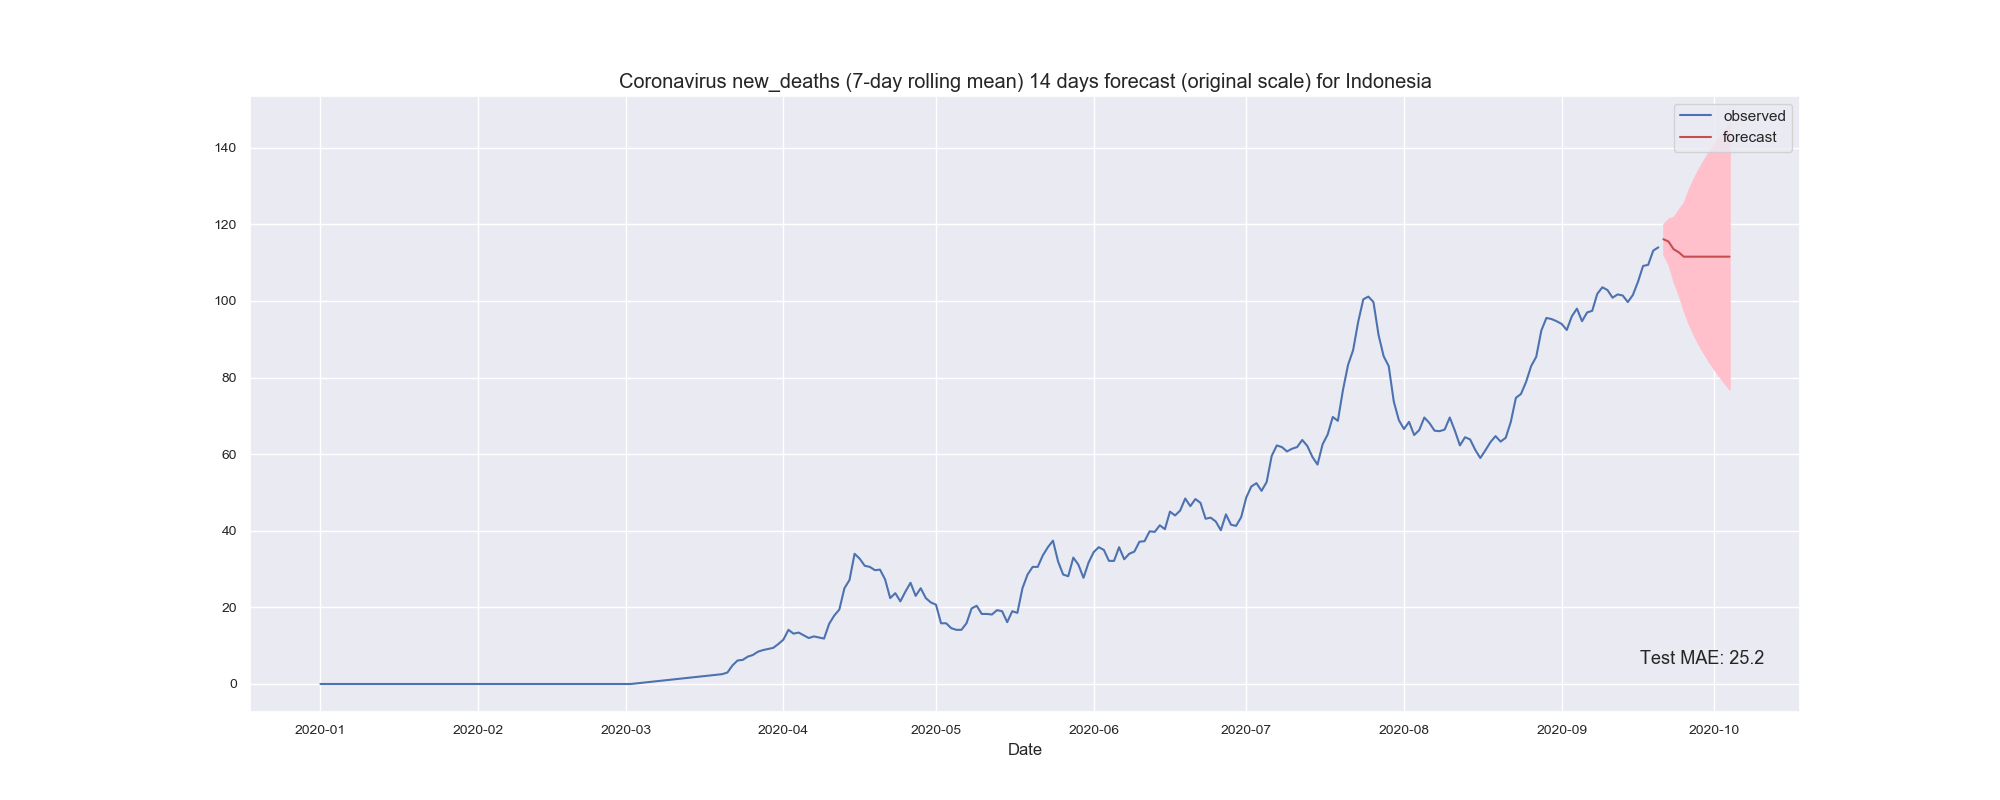 Coronavirus new_deaths (7-day rolling mean) 14 days forecast (original scale) for Indonesia
observed
forecast
140
120
100
80
60
40
20
0
Test MAE: 25.2
2020-01 2020-02 2020-03 2020-04 2020-05 2020-06 2020-07 2020-08 2020-09 2020-10
Date